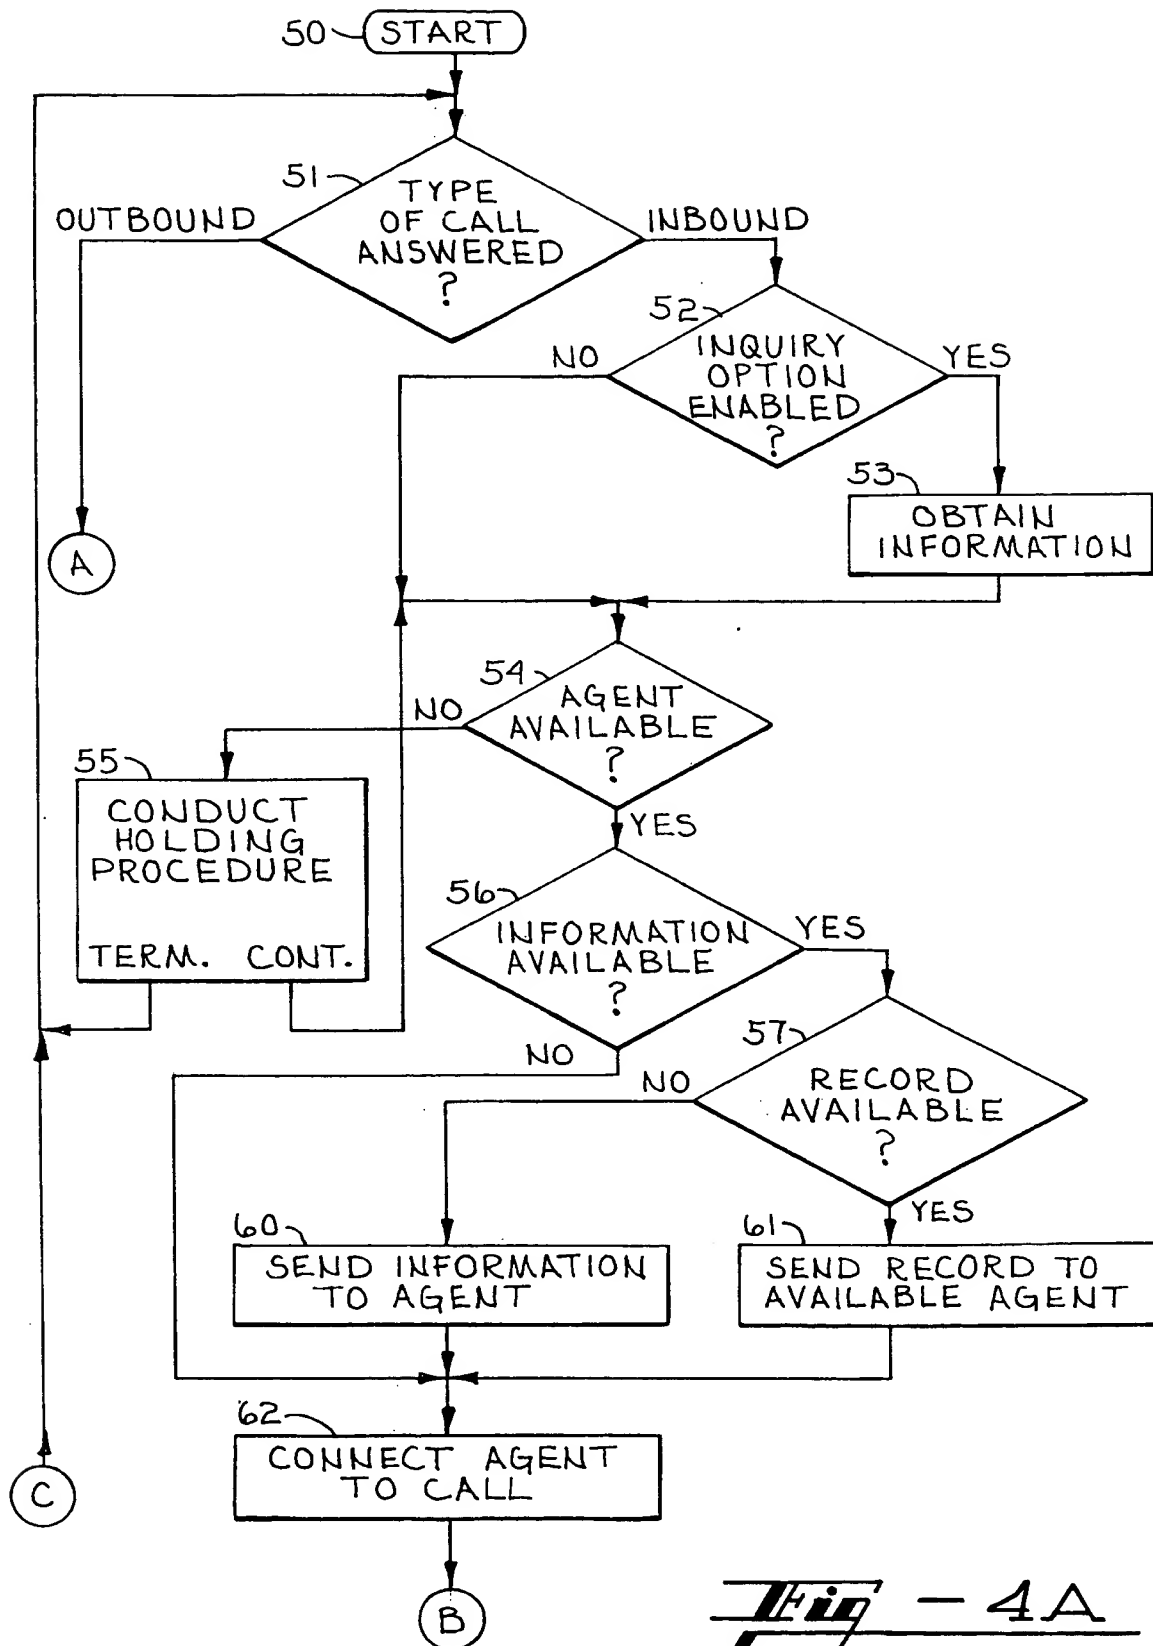 50
START
51
TYPE
OF CALL
ANSWERED
?
OUTBOUND
INBOUND
52
INQUIRY
OPTION
ENABLED
?
NO
YES
53
OBTAIN
INFORMATION
A
54
AGENT
AVAILABLE
?
NO
YES
55
CONDUCT
HOLDING
PROCEDURE
TERM. CONT.
56
INFORMATION
AVAILABLE
?
YES
NO
57
RECORD
AVAILABLE
?
NO
YES
60
SEND INFORMATION
TO AGENT
61
SEND RECORD TO
AVAILABLE AGENT
62
CONNECT AGENT
TO CALL
C
B
Fig - 4A